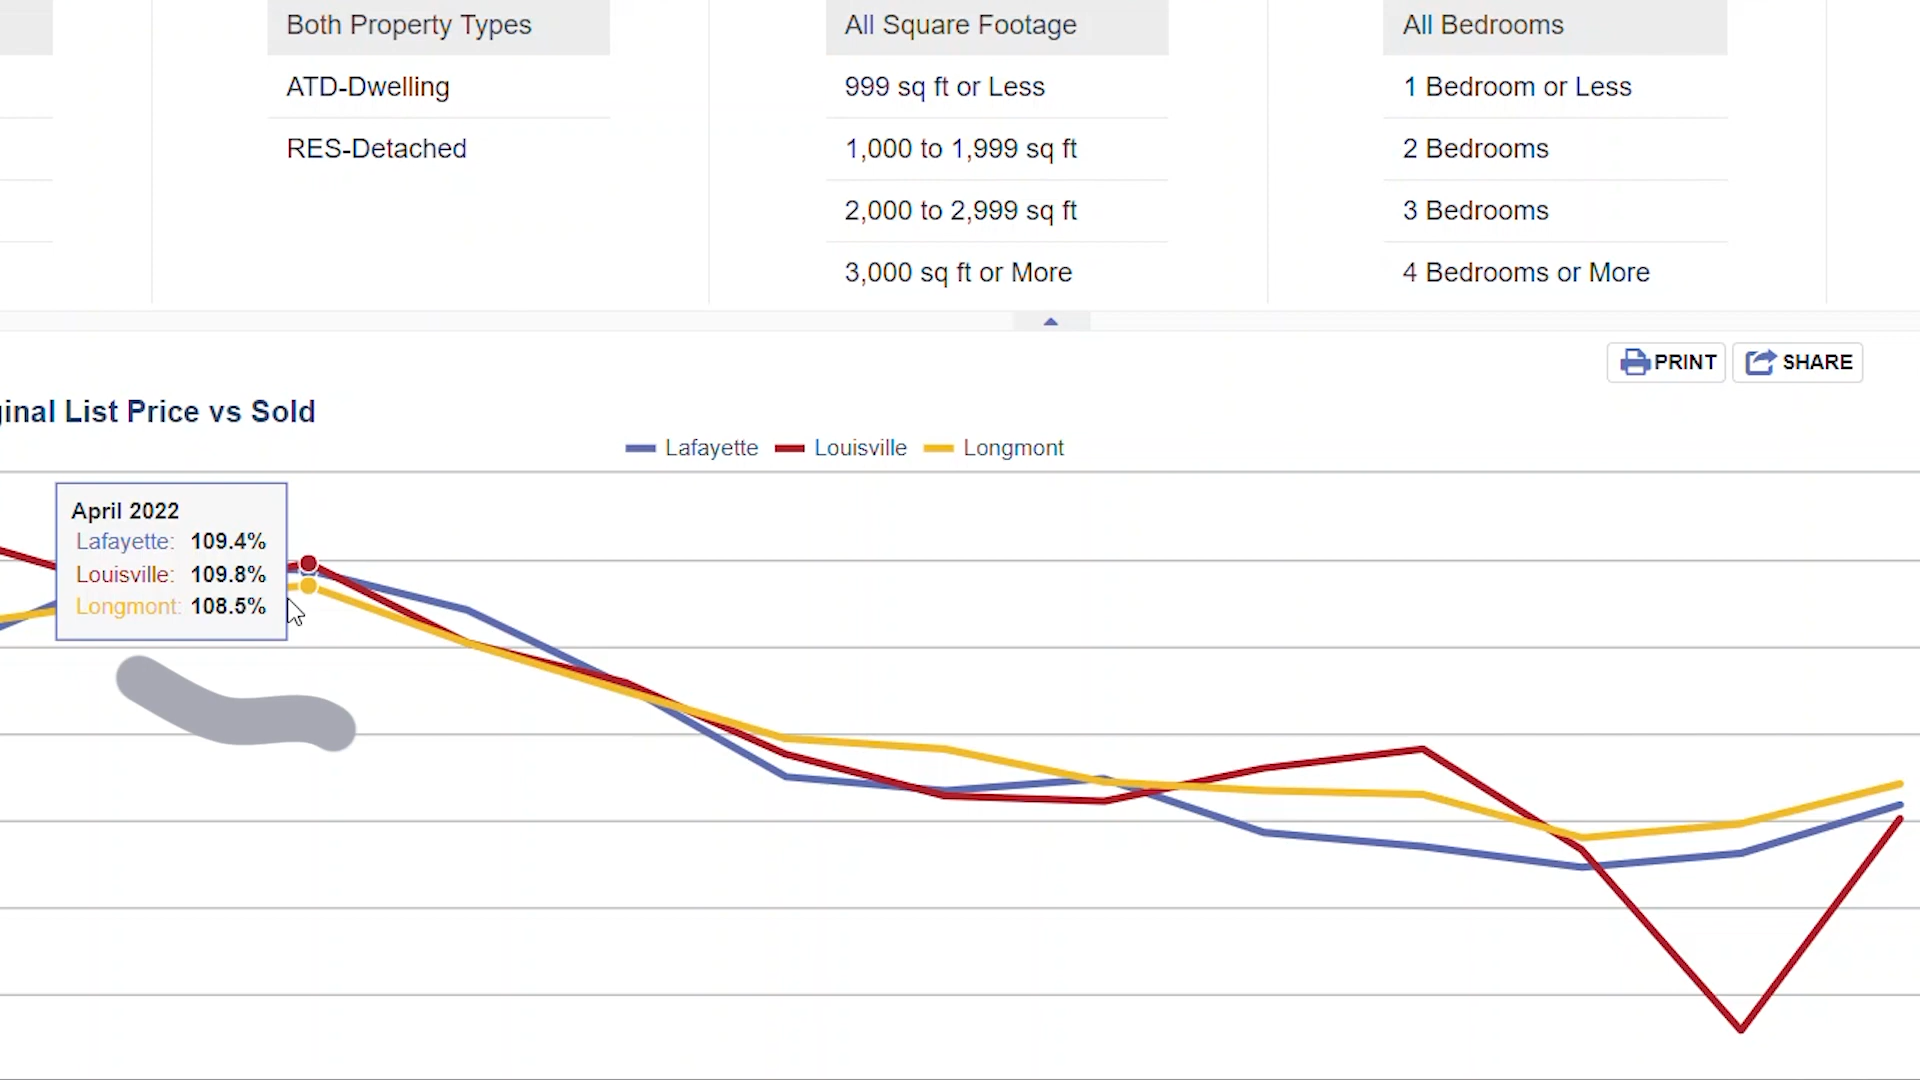 Both Property Types
ATD-Dwelling
RES-Detached
All Square Footage
999 sq ft or Less
1,000 to 1,999 sq ft
2,000 to 2,999 sq ft
3,000 sq ft or More
All Bedrooms
1 Bedroom or Less
2 Bedrooms
3 Bedrooms
4 Bedrooms or More
PRINT SHARE
ginal List Price vs Sold
Lafayette Louisville Longmont
April 2022
Lafayette: 109.4%
Louisville: 109.8%
Longmont: 108.5%